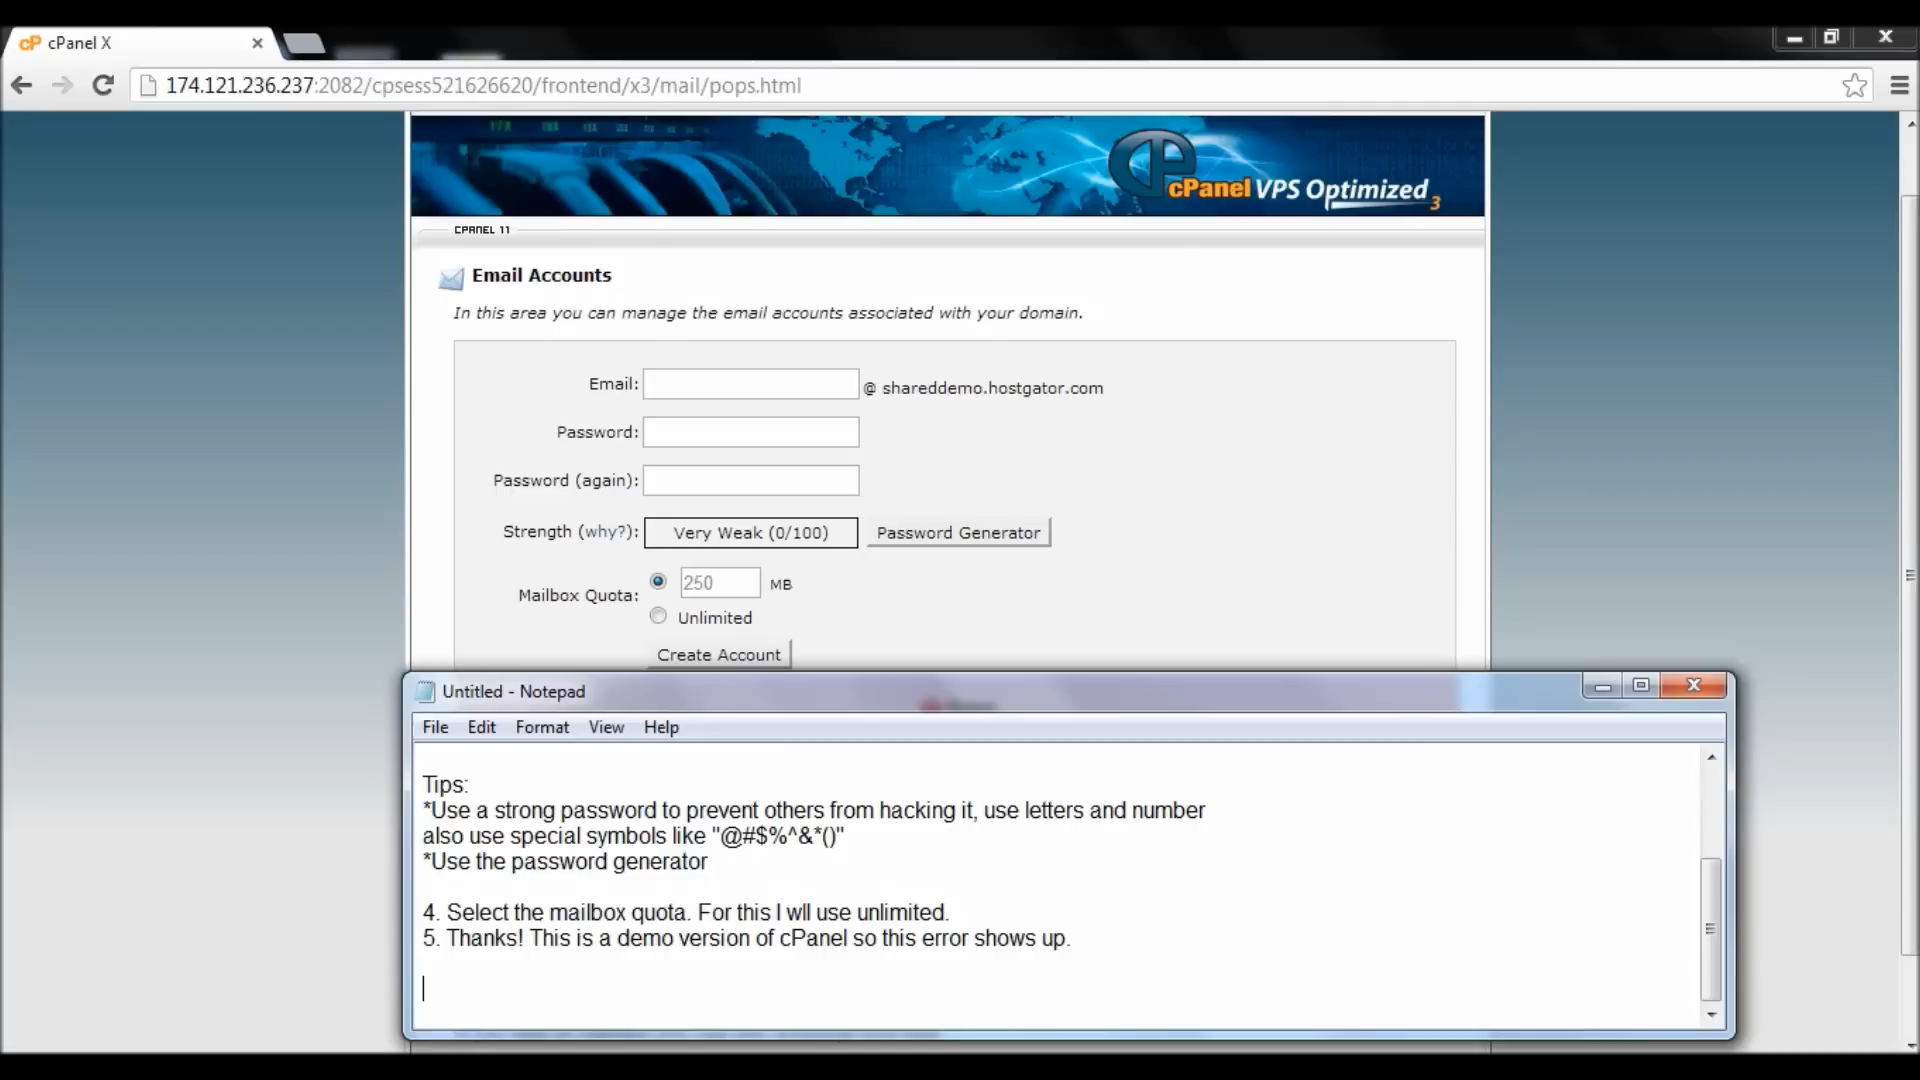 cP cPanel X
174.121.236.237:2082/cpsess521626620/frontend/x3/mail/pops.html
cP
cPanel VPS Optimized 3
CPANEL 11
Email Accounts
In this area you can manage the email accounts associated with your domain.
Email: @ shareddemo.hostgator.com
Password:
Password (again):
Strength (why?): Very Weak (0/100) Password Generator
Mailbox Quota: 250 MB
Unlimited
Create Account
Untitled - Notepad
File Edit Format View Help
Tips:
*Use a strong password to prevent others from hacking it, use letters and number
also use special symbols like "@#$%^&*()"
*Use the password generator
4. Select the mailbox quota. For this I wll use unlimited.
5. Thanks! This is a demo version of cPanel so this error shows up.